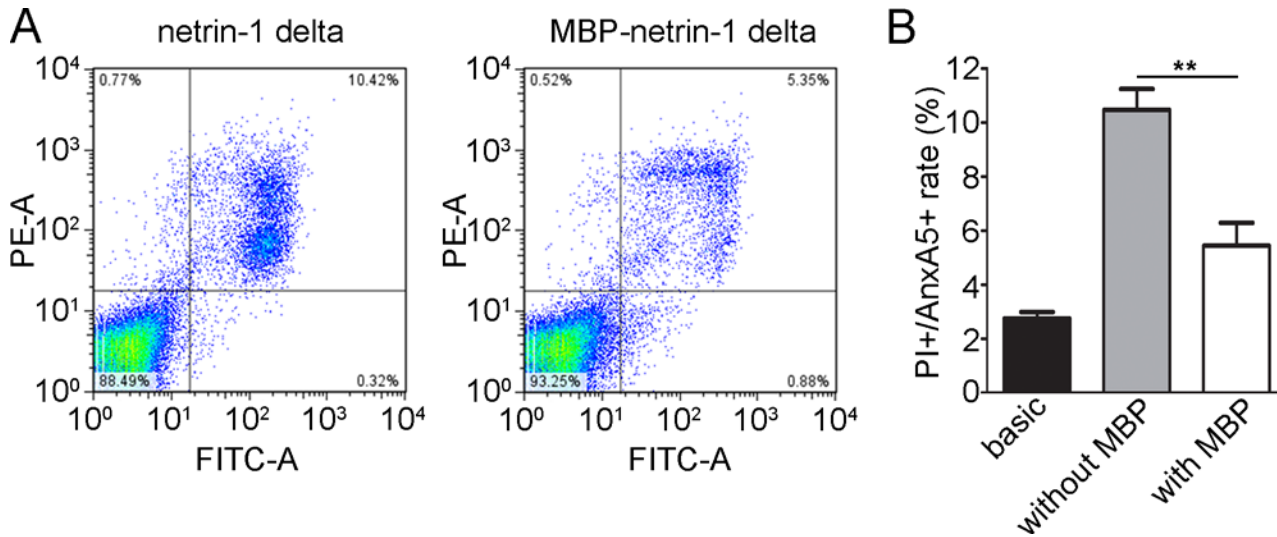 A
netrin-1 delta
MBP-netrin-1 delta
B
10⁴
10³
10²
10¹
10⁰
PE-A
0.77%
10.42%
88.49%
0.32%
10⁰ 10¹ 10² 10³ 10⁴
FITC-A
10⁴
10³
10²
10¹
10⁰
PE-A
0.52%
5.35%
93.25%
0.88%
10⁰ 10¹ 10² 10³ 10⁴
FITC-A
PI+/AnxA5+ rate (%)
12
10
8
6
4
2
0
**
basic
without MBP
with MBP